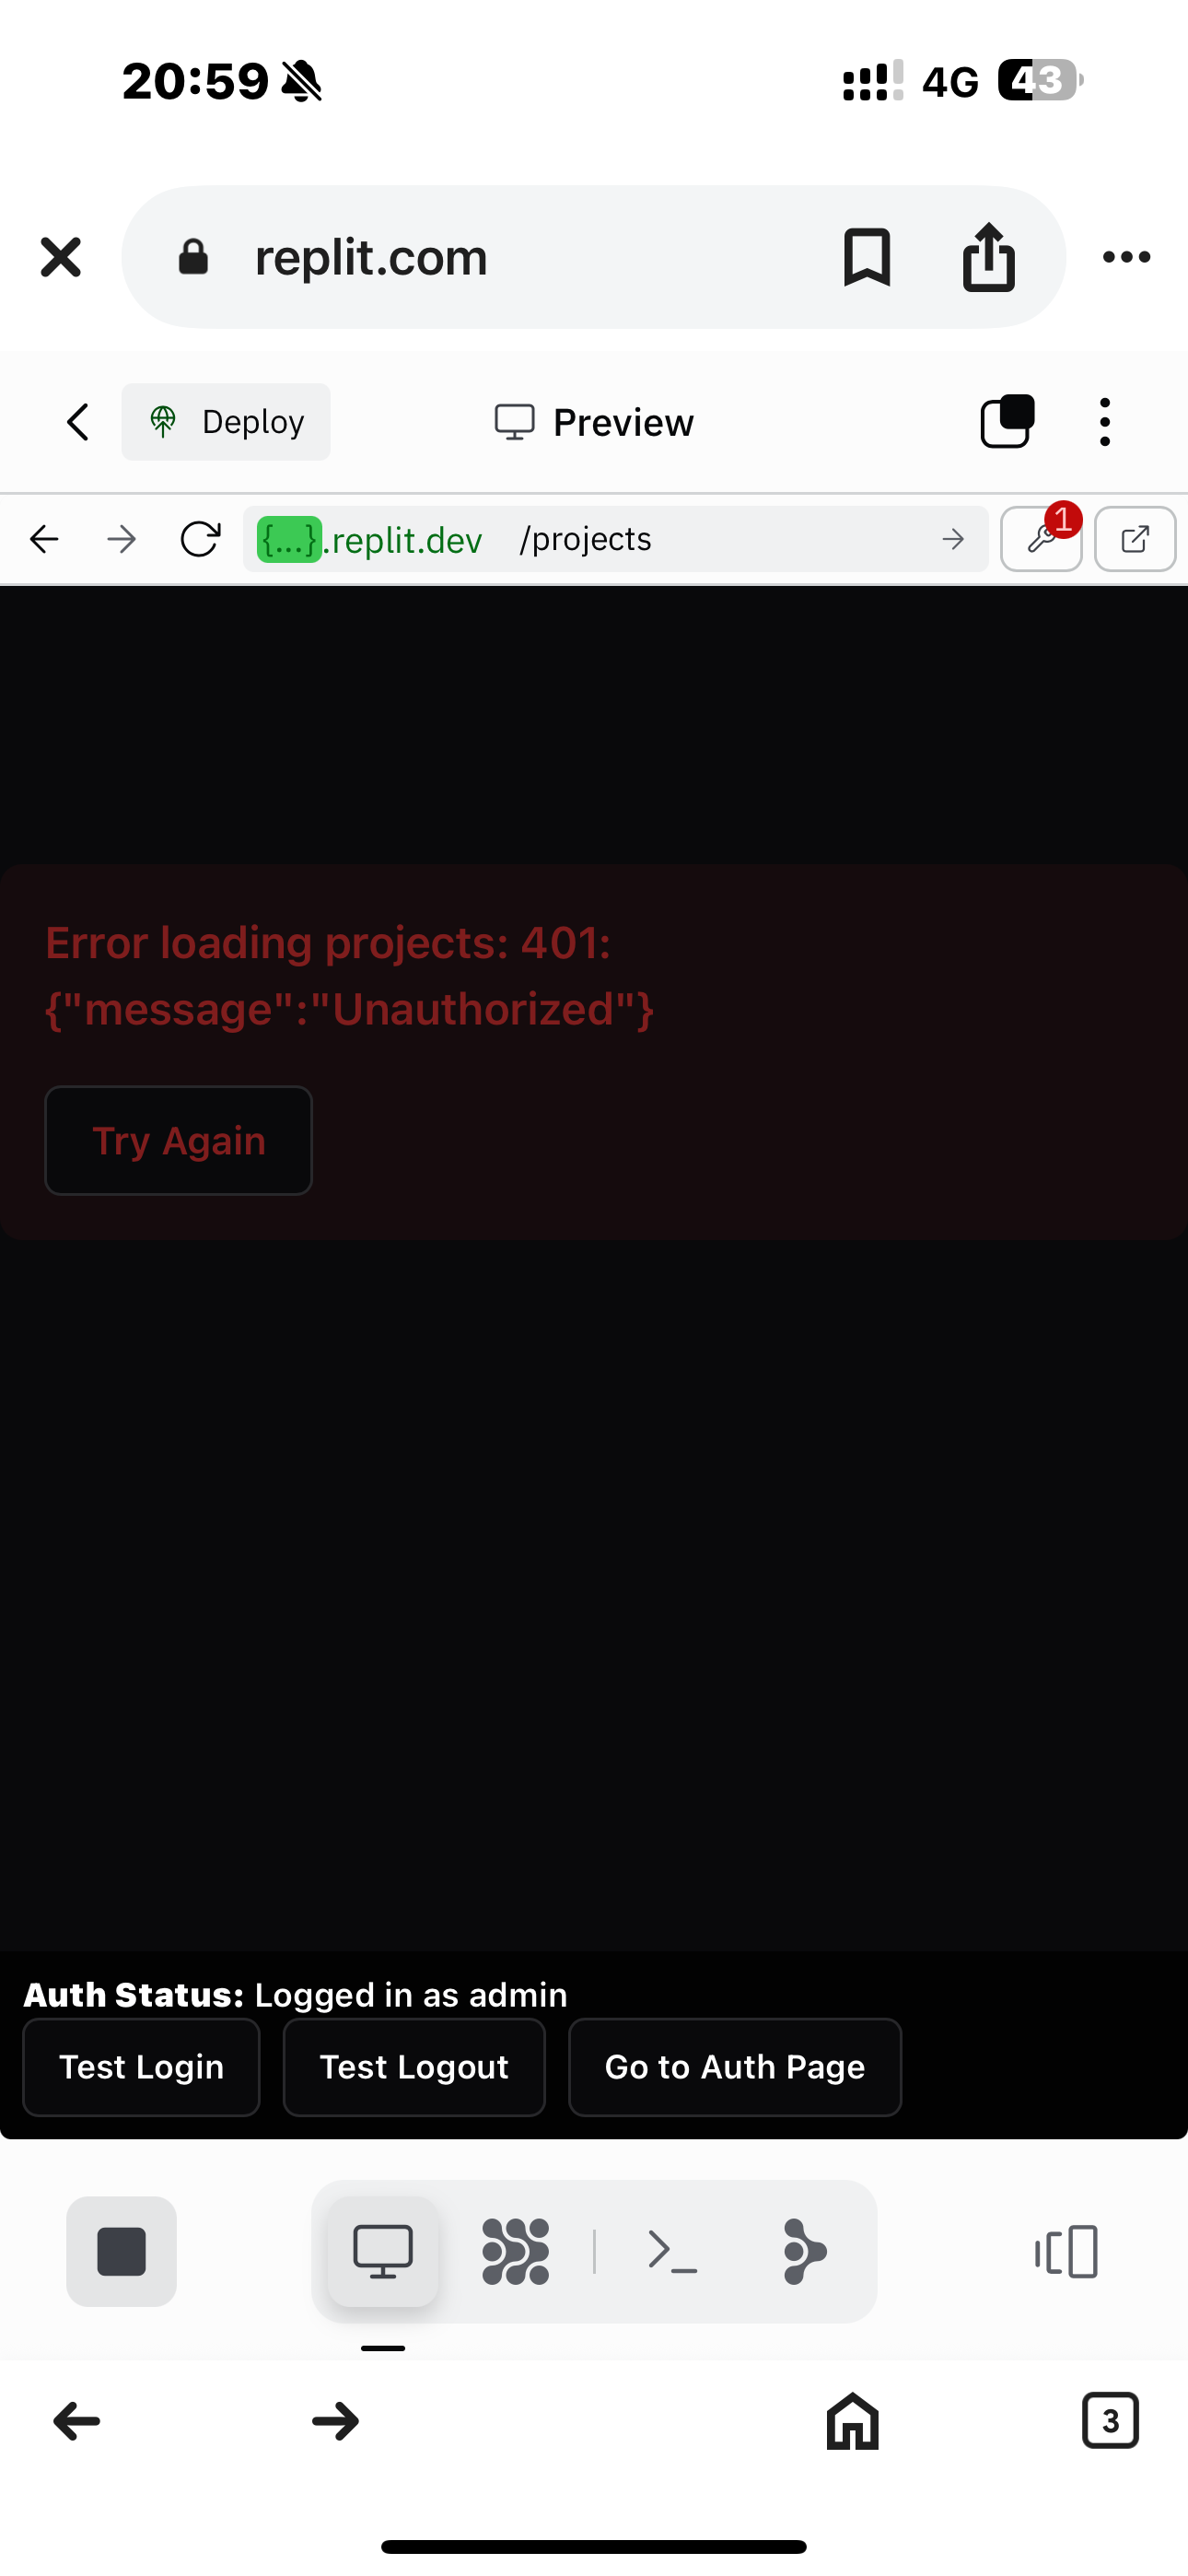 20:59
4G 43
replit.com
Deploy
Preview
{...}.replit.dev /projects
1
Error loading projects: 401:
{"message":"Unauthorized"}
Try Again
Auth Status: Logged in as admin
Test Login
Test Logout
Go to Auth Page
3